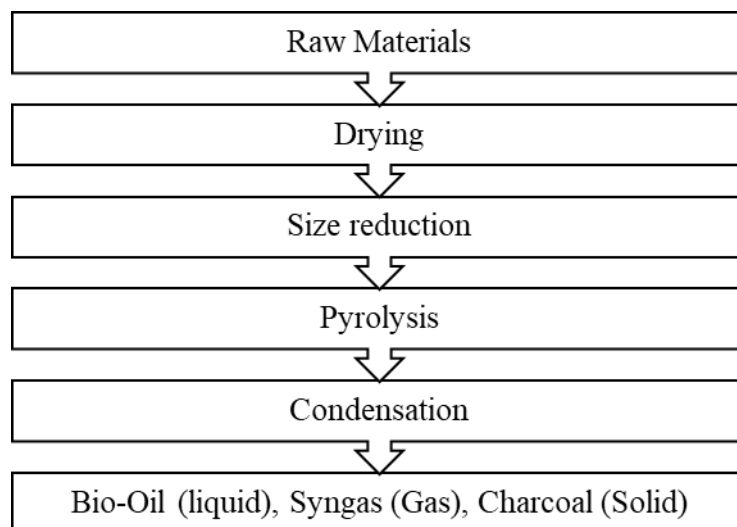 Raw Materials
Drying
Size reduction
Pyrolysis
Condensation
Bio-Oil (liquid), Syngas (Gas), Charcoal (Solid)